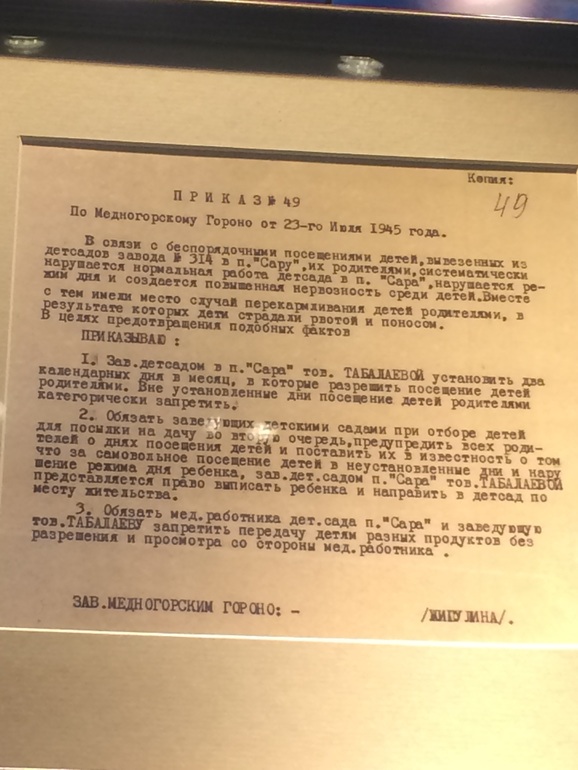 Копия:
49
П Р И К А З № 49
По Медногорскому Гороно от 23-го Июля 1945 года.
В связи с беспорядочными посещениями детей,вывезенных из
детсадов завода № 314 в п."Сару",их родителями,систематически
нарушается нормальная работа детсада в п. "Сара",нарушается ре-
жим дня и создается повышенная нервозность среди детей.Вместе
с тем имели место случай перекармливания детей родителями, в
результате которых дети страдали рвотой и поносом.
В целях предотвращения подобных фактов
ПРИКАЗЫВАЮ :
1. Зав.детсадом в п."Сара" тов. ТАБАЛАЕВОЙ установить два
календарных дня в месяц, в которые разрешить посещение детей
родителями. Вне установленные дни посещение детей родителями
категорически запретить.
2. Обязать заведующих детскими садами при отборе детей
для посылки на дачу во вторую очередь,предупредить всех роди-
телей о днях посещения детей и поставить их в известность о том
что за самовольное посещение детей в неустановленные дни и нару
шение режима дня ребенка, зав.дет.садом п."Сара" тов.ТАБАЛАЕВОЙ
представляется право выписать ребенка и направить в детсад по
месту жительства.
3. Обязать мед.работника дет.сада п."Сара" и заведующую
тов.ТАБАЛАЕВУ запретить передачу детям разных продуктов без
разрешения и просмотра со стороны мед.работника .
ЗАВ.МЕДНОГОРСКИМ ГОРОНО: -
/ЖИГУЛИНА/.